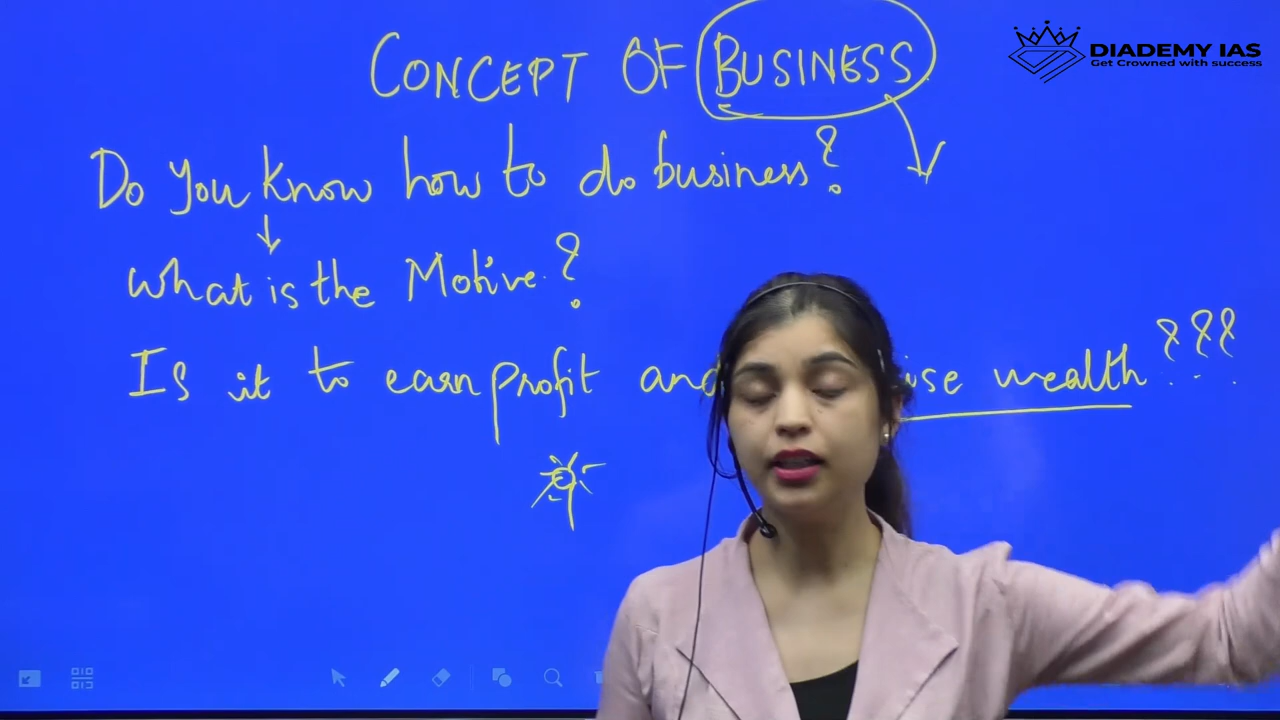 CONCEPT OF BUSINESS
DIADEMY IAS
Get Crowned with success
Do you know how to do business?
What is the Motive?
Is it to earn profit and ise wealth ???